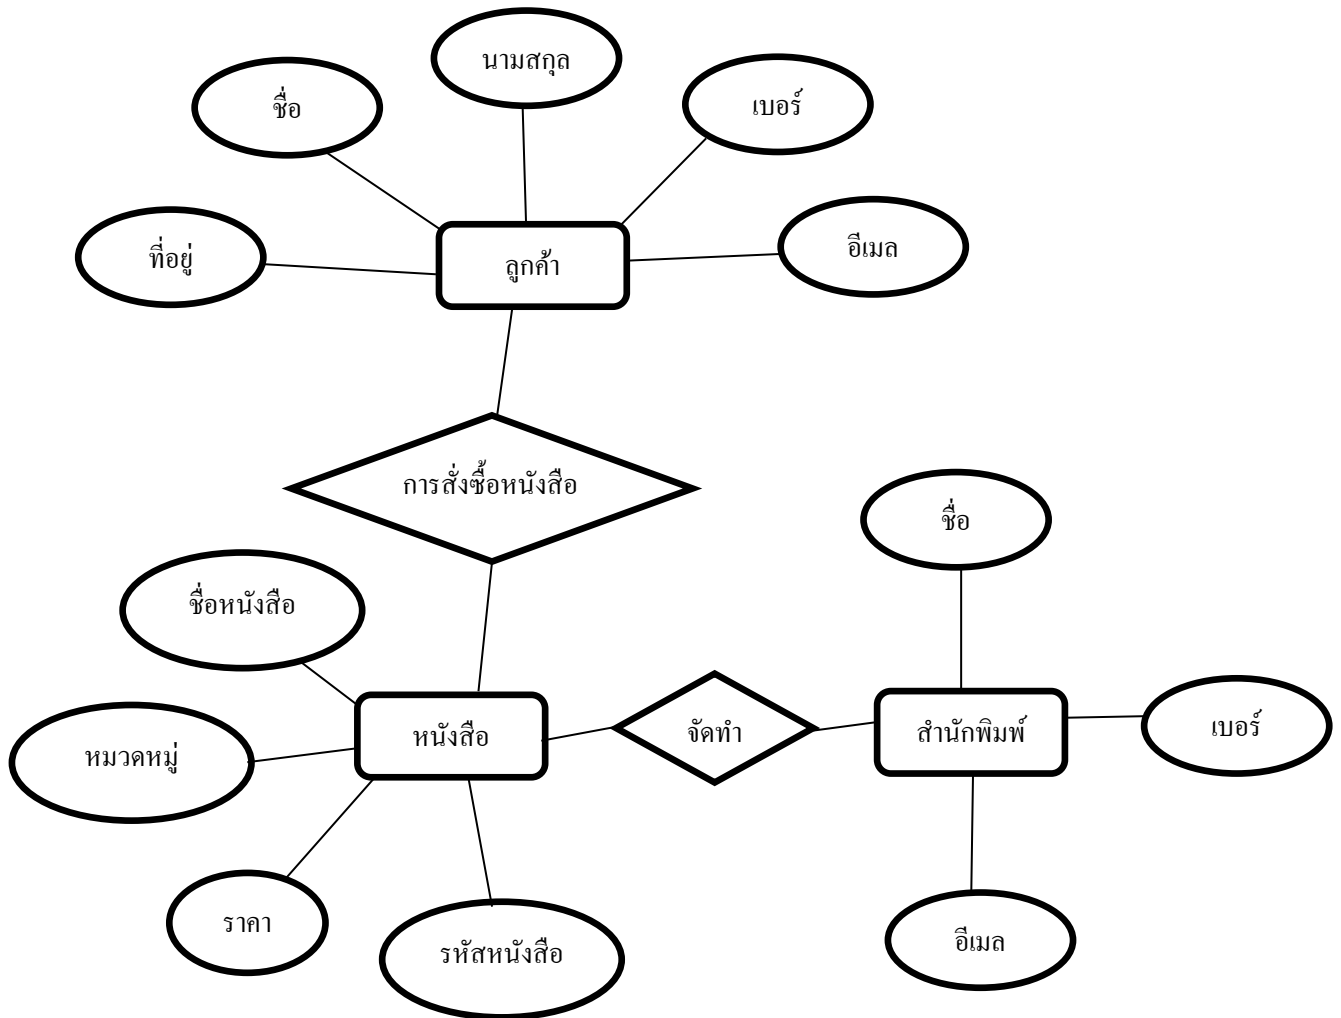 นามสกุล
ชื่อ
เบอร์
ที่อยู่
ลูกค้า
อีเมล
การสั่งซื้อหนังสือ
ชื่อ
ชื่อหนังสือ
หนังสือ
จัดทำ
สำนักพิมพ์
เบอร์
หมวดหมู่
ราคา
รหัสหนังสือ
อีเมล